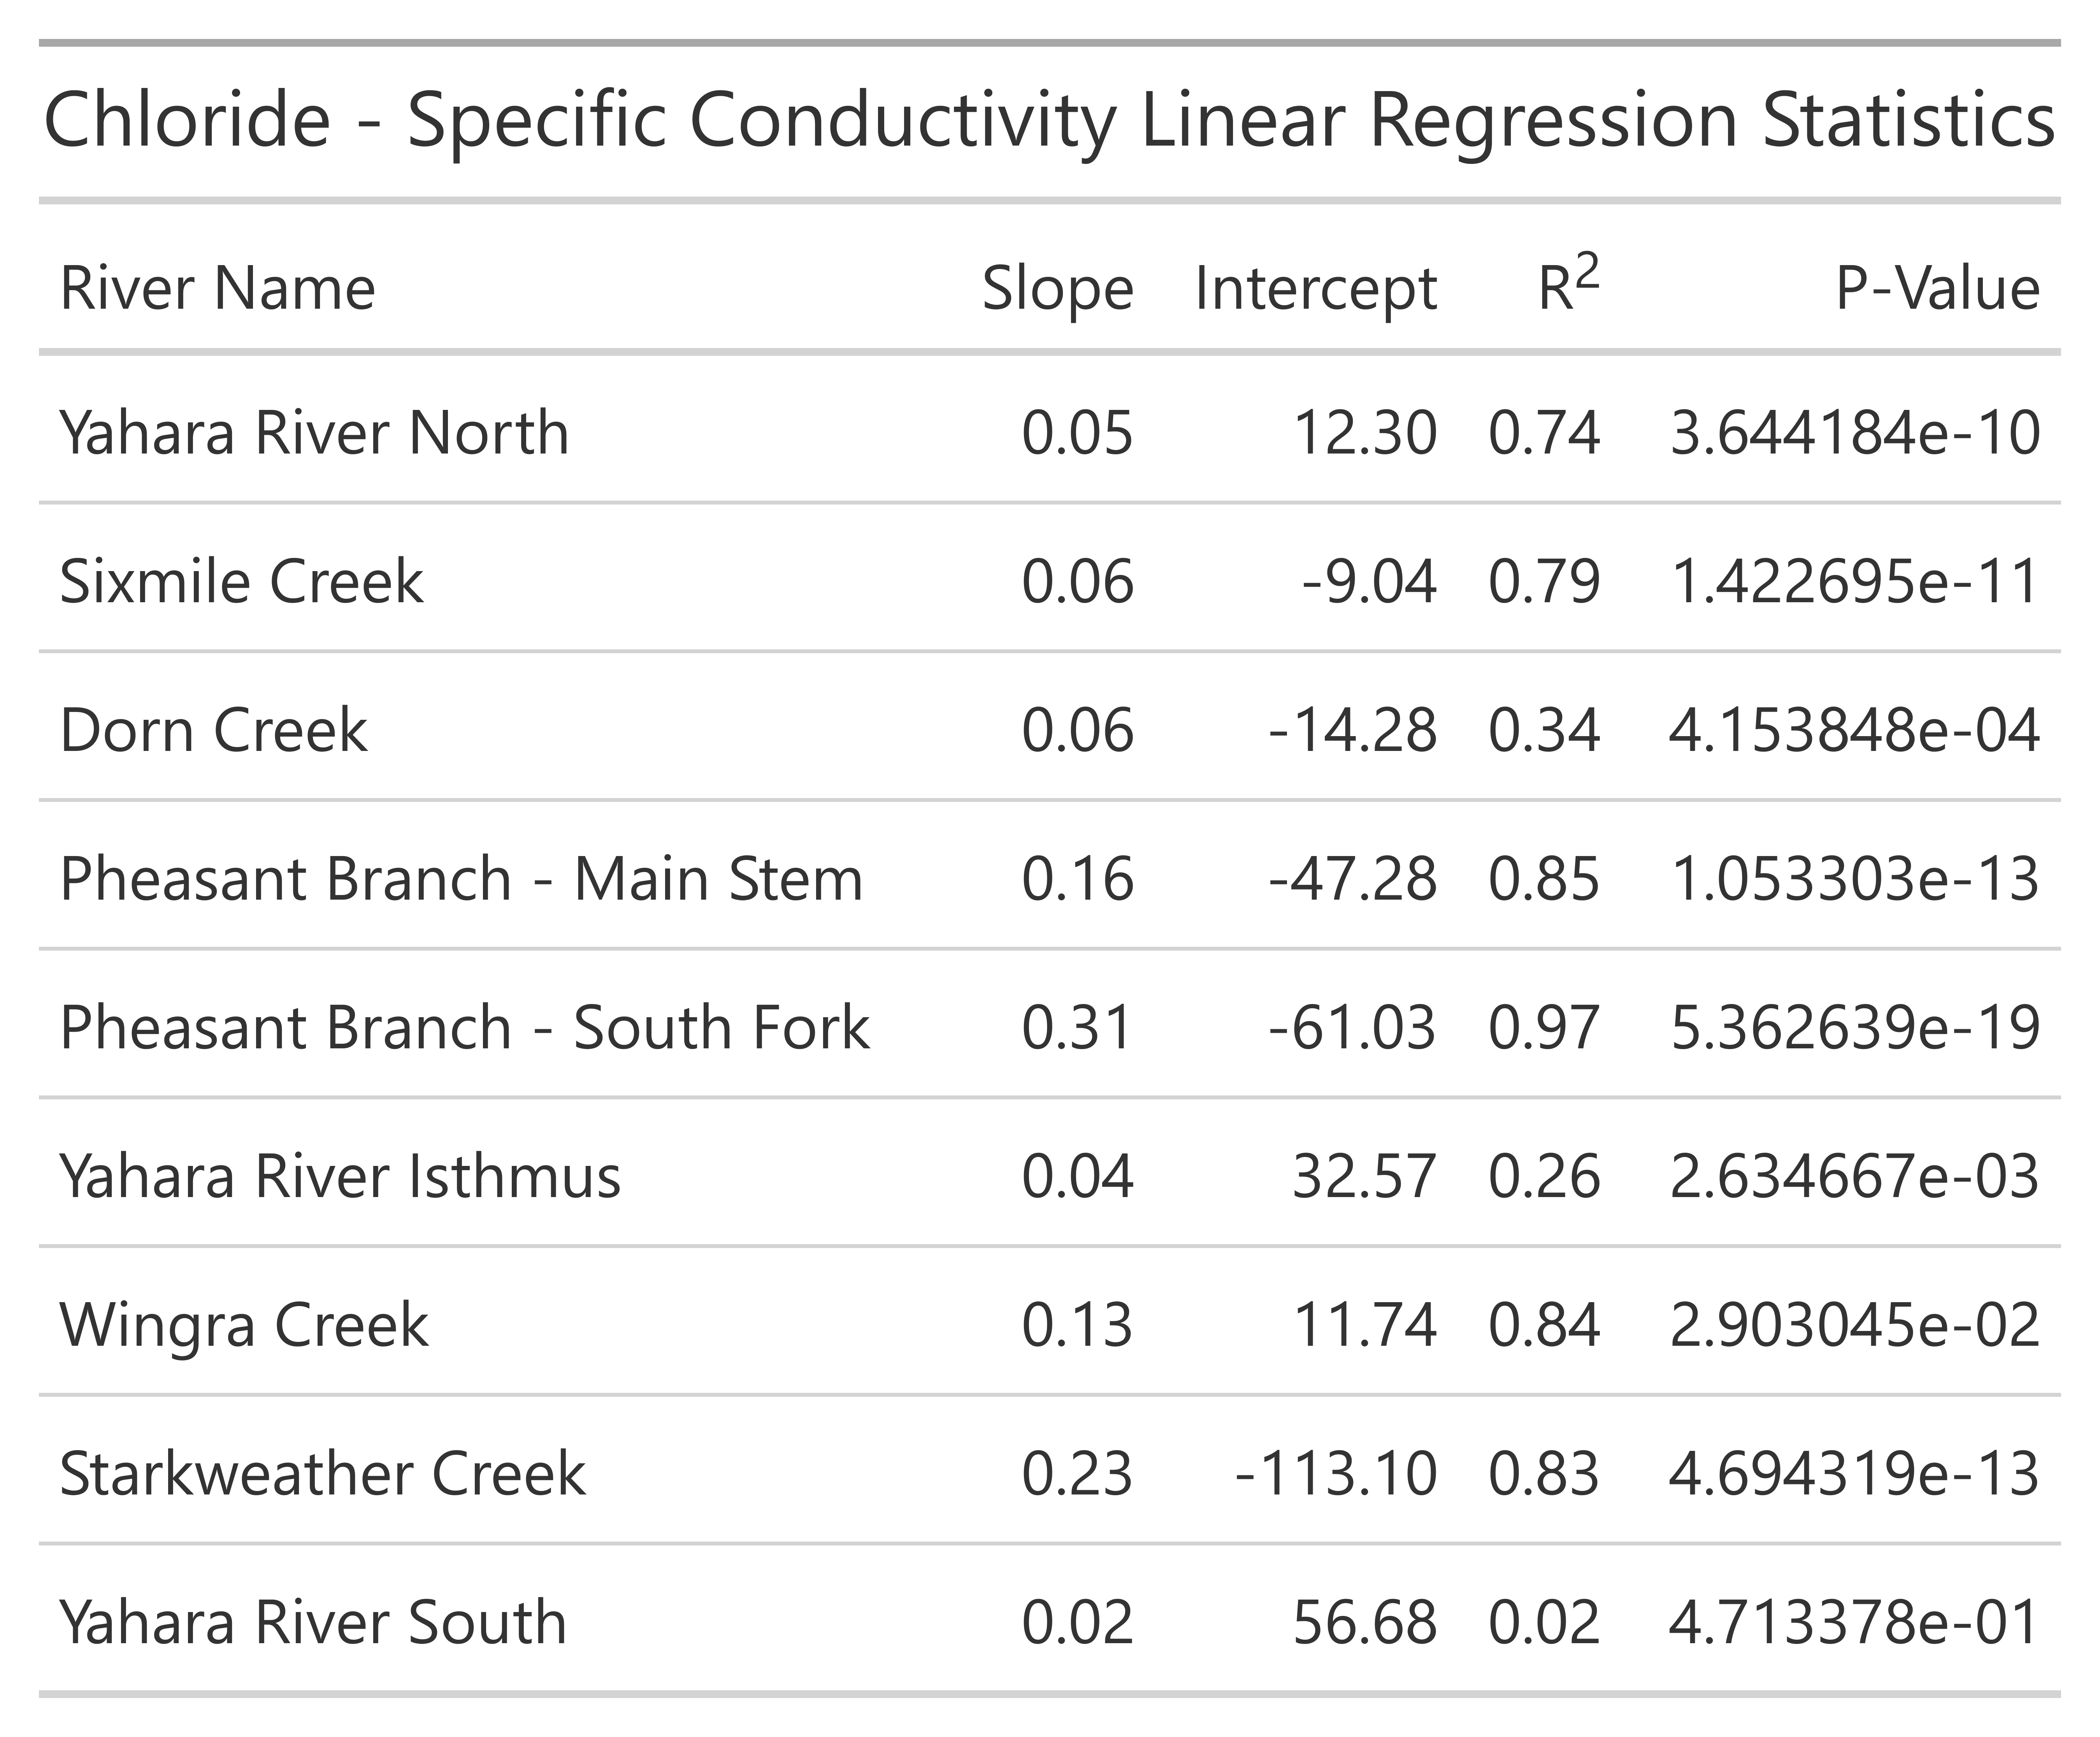 Chloride - Specific Conductivity Linear Regression Statistics
River Name Slope Intercept R² P-Value
Yahara River North 0.05 12.30 0.74 3.644184e-10
Sixmile Creek 0.06 -9.04 0.79 1.422695e-11
Dorn Creek 0.06 -14.28 0.34 4.153848e-04
Pheasant Branch - Main Stem 0.16 -47.28 0.85 1.053303e-13
Pheasant Branch - South Fork 0.31 -61.03 0.97 5.362639e-19
Yahara River Isthmus 0.04 32.57 0.26 2.634667e-03
Wingra Creek 0.13 11.74 0.84 2.903045e-02
Starkweather Creek 0.23 -113.10 0.83 4.694319e-13
Yahara River South 0.02 56.68 0.02 4.713378e-01